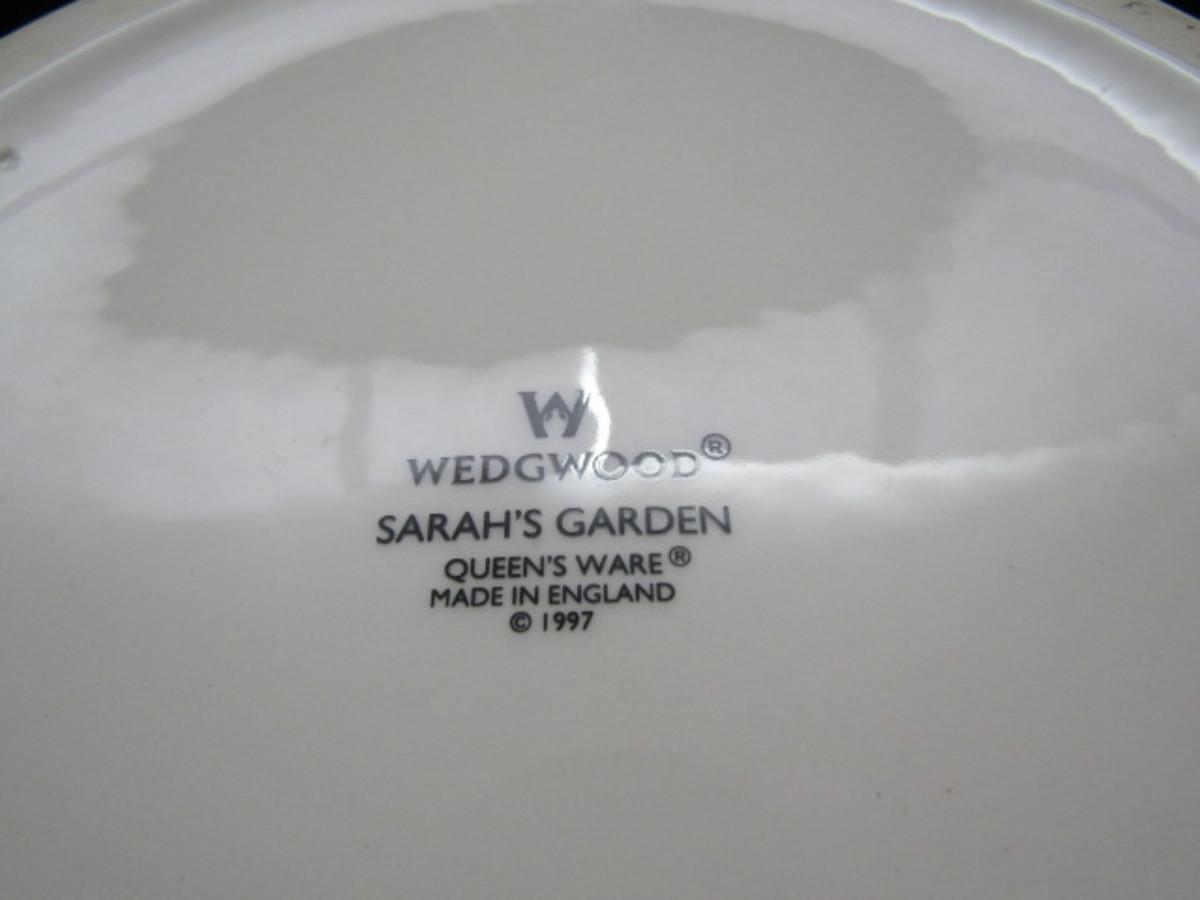 W
WEDGWOOD®
SARAH'S GARDEN
QUEEN'S WARE®
MADE IN ENGLAND
© 1997